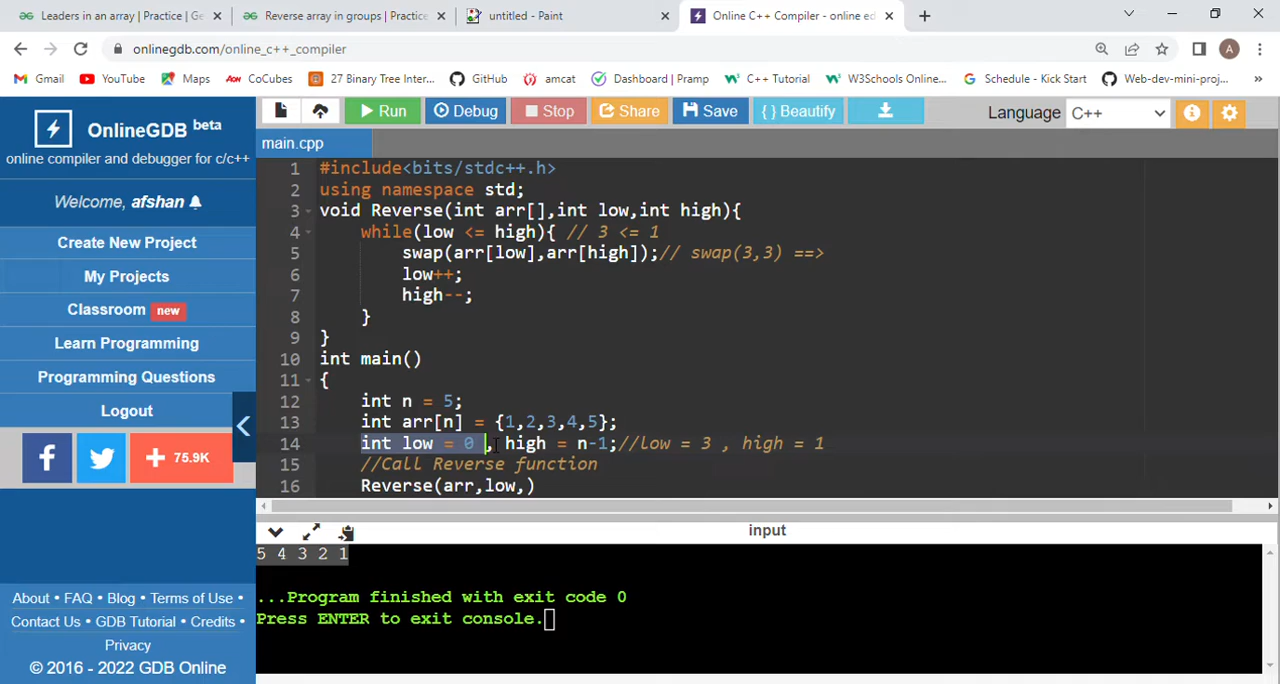 Leaders in an array | Practice | Ge
Reverse array in groups | Practice
untitled - Paint
Online C++ Compiler - online ed
onlinegdb.com/online_c++_compiler
A
Gmail
YouTube
Maps
CoCubes
27 Binary Tree Inter...
GitHub
amcat
Dashboard | Pramp
C++ Tutorial
W3Schools Onlin...
Schedule - Kick Start
Web-dev-mini-proj...
»
OnlineGDB beta
online compiler and debugger for c/c++
Welcome, afshan
Create New Project
My Projects
Classroom new
Learn Programming
Programming Questions
Logout
75.9K
About • FAQ • Blog • Terms of Use •
Contact Us • GDB Tutorial • Credits •
Privacy
© 2016 - 2022 GDB Online
Run
Debug
Stop
Share
Save
{ } Beautify
Language
C++
main.cpp
1 #include<bits/stdc++.h>
2 using namespace std;
3 void Reverse(int arr[],int low,int high){
4 while(low <= high){ // 3 <= 1
5 swap(arr[low],arr[high]);// swap(3,3) ==>
6 low++;
7 high--;
8 }
9 }
10 int main()
11 {
12 int n = 5;
13 int arr[n] = {1,2,3,4,5};
14 int low = 0 , high = n-1;//low = 3 , high = 1
15 //Call Reverse function
16 Reverse(arr,low,)
input
5 4 3 2 1
...Program finished with exit code 0
Press ENTER to exit console.